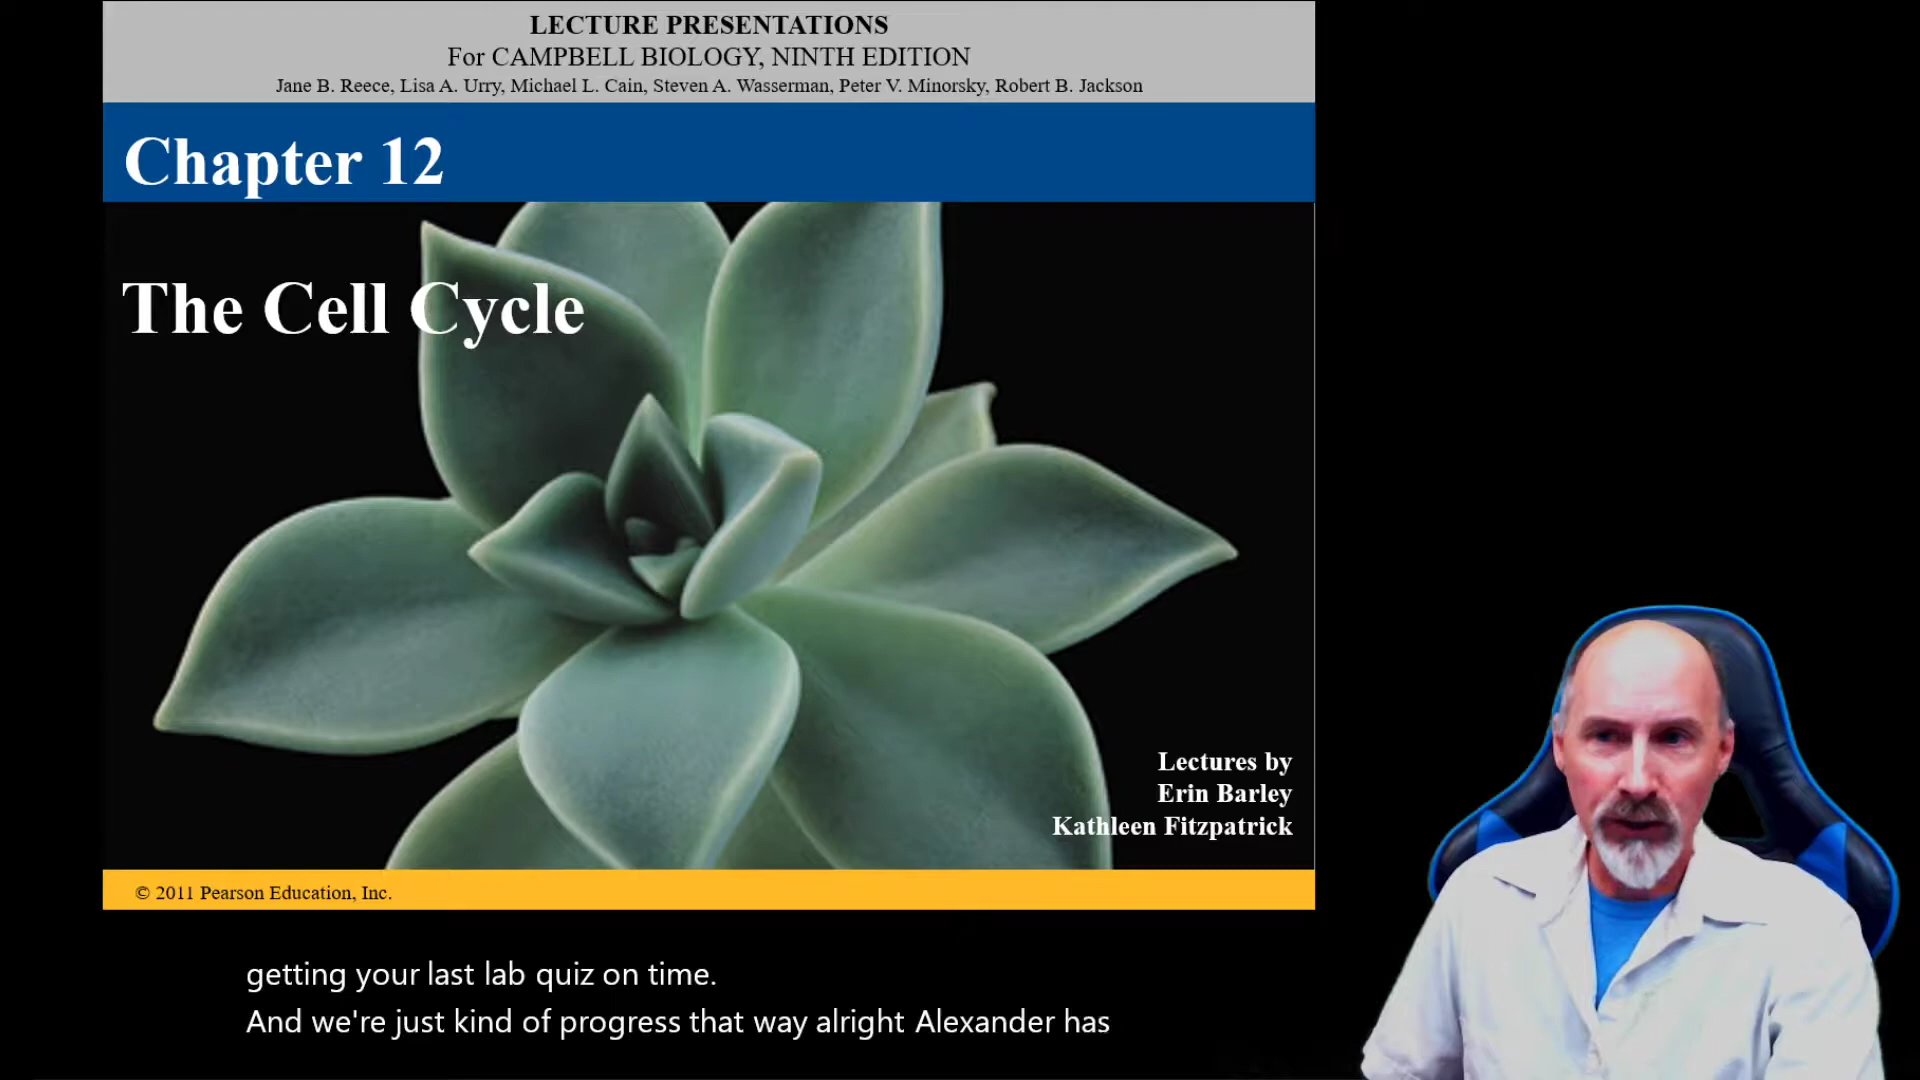 LECTURE PRESENTATIONS
For CAMPBELL BIOLOGY, NINTH EDITION
Jane B. Reece, Lisa A. Urry, Michael L. Cain, Steven A. Wasserman, Peter V. Minorsky, Robert B. Jackson
Chapter 12
The Cell Cycle
Lectures by
Erin Barley
Kathleen Fitzpatrick
© 2011 Pearson Education, Inc.
getting your last lab quiz on time.
And we're just kind of progress that way alright Alexander has